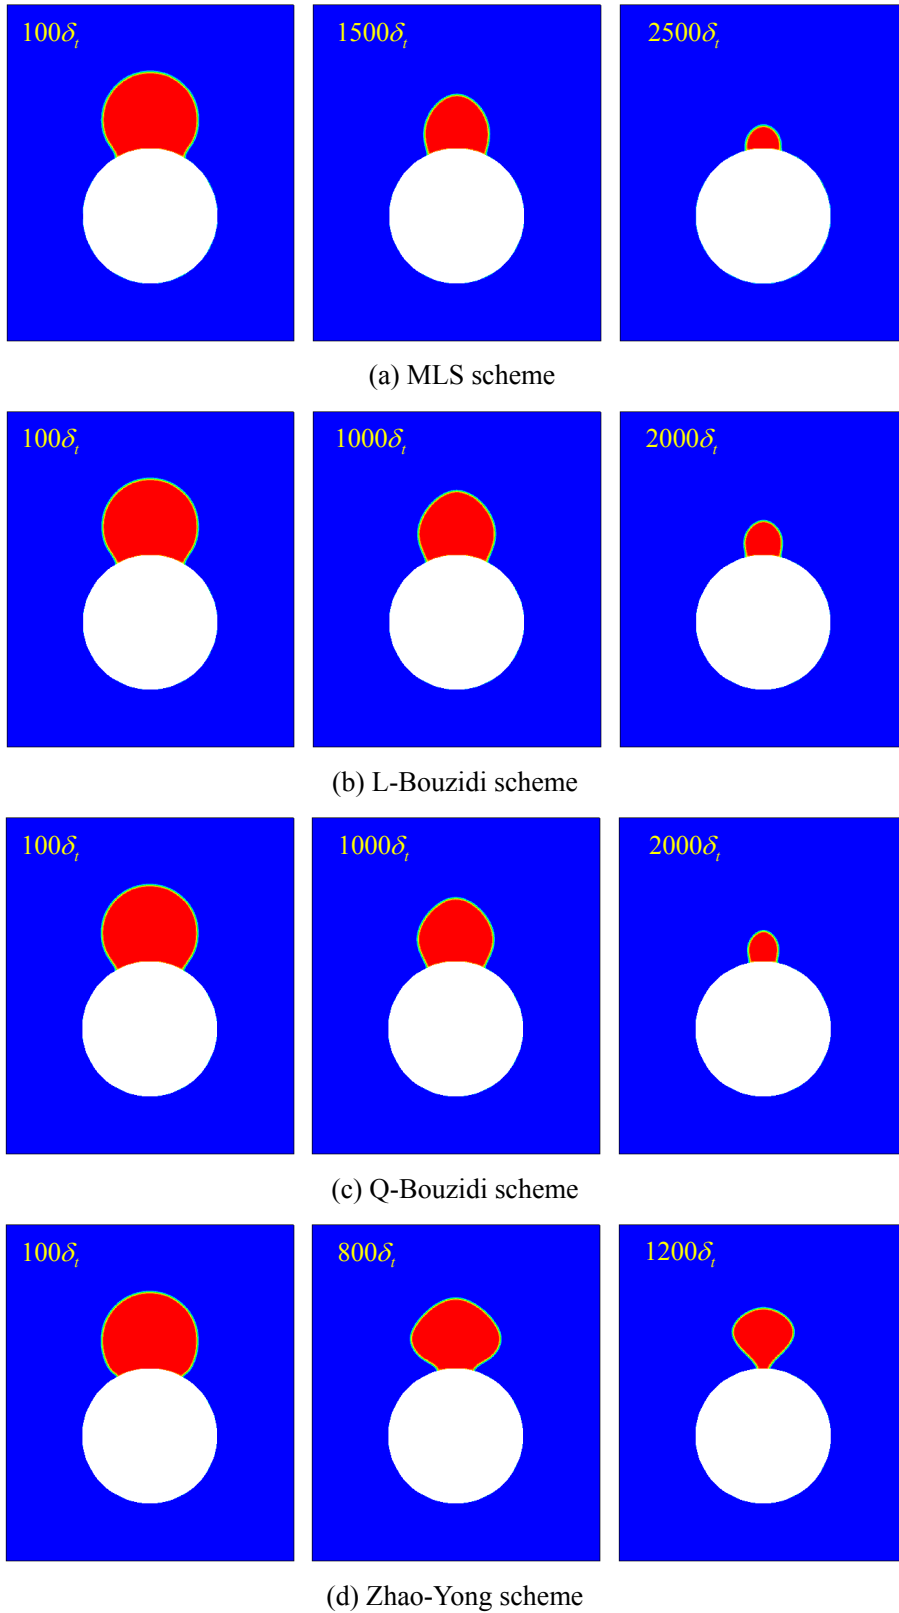 100δt 1500δt 2500δt
(a) MLS scheme
100δt 1000δt 2000δt
(b) L-Bouzidi scheme
100δt 1000δt 2000δt
(c) Q-Bouzidi scheme
100δt 800δt 1200δt
(d) Zhao-Yong scheme